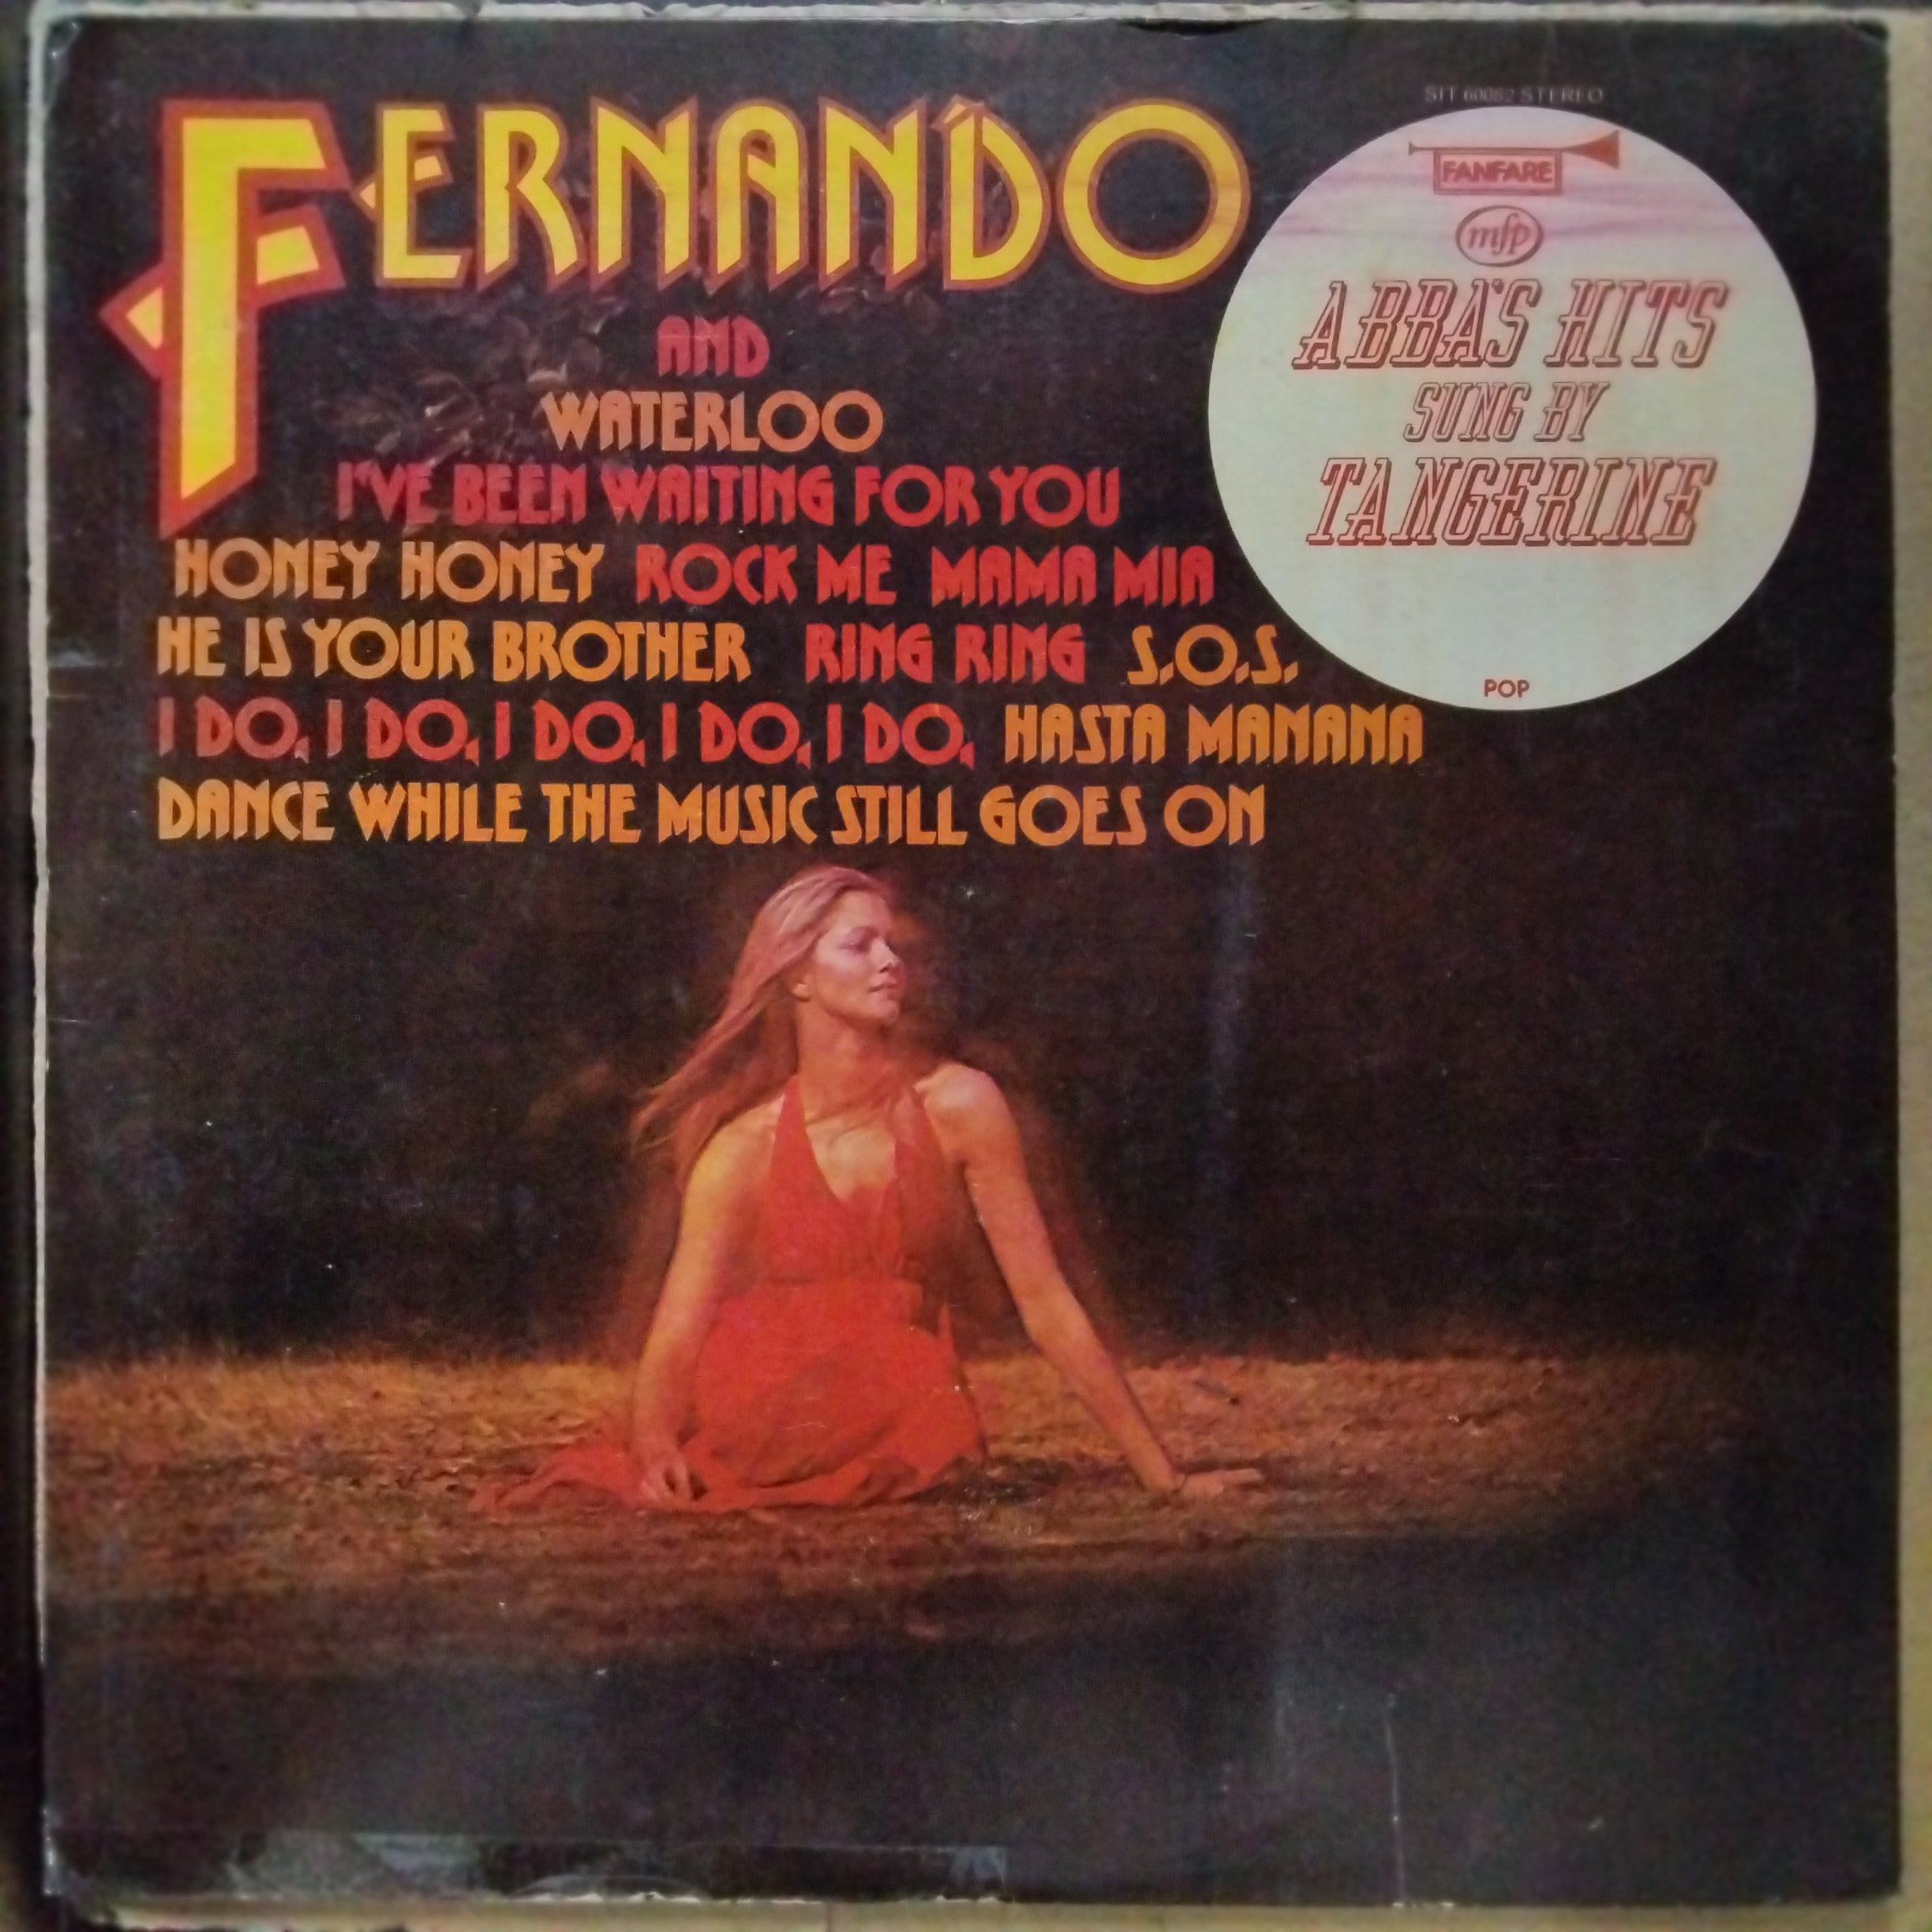 SIT 60082 STEREO
FERNANDO
FANFARE
mfp
ABBA'S HITS
SUNG BY
TANGERINE
POP
AND
WATERLOO
I'VE BEEN WAITING FOR YOU
HONEY HONEY ROCK ME MAMA MIA
HE IS YOUR BROTHER RING RING S.O.S.
I DO, I DO, I DO, I DO, I DO, HASTA MANANA
DANCE WHILE THE MUSIC STILL GOES ON